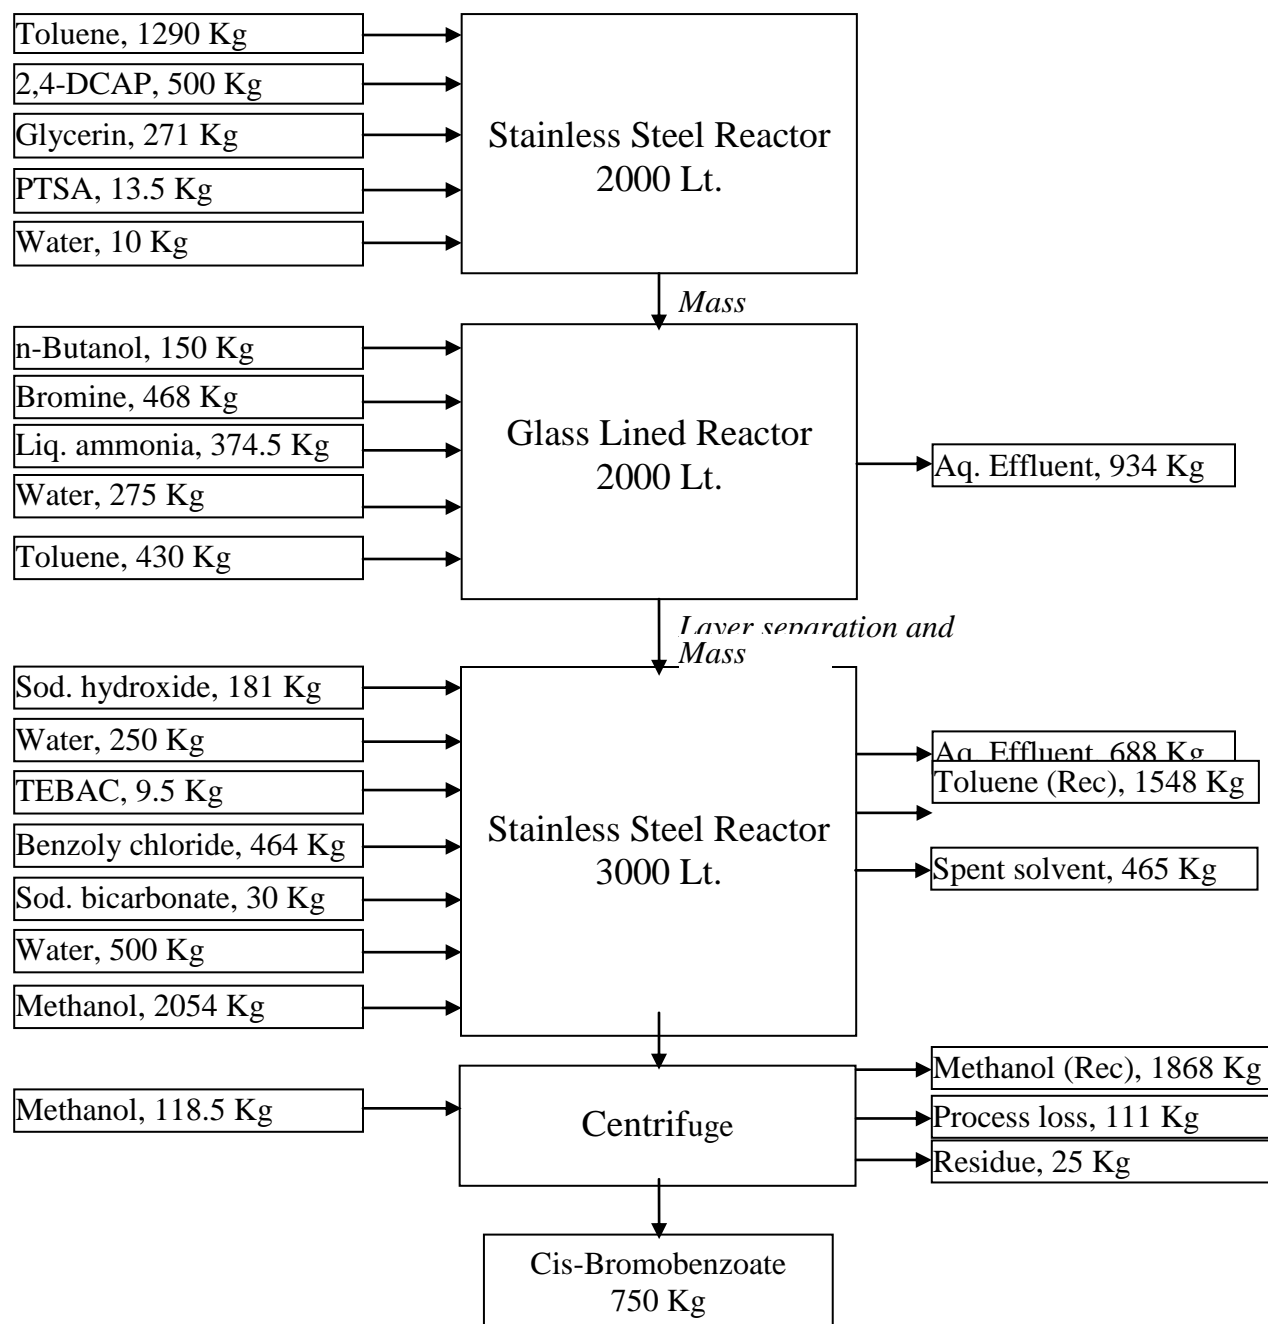 Toluene, 1290 Kg
2,4-DCAP, 500 Kg
Glycerin, 271 Kg
PTSA, 13.5 Kg
Water, 10 Kg
Stainless Steel Reactor
2000 Lt.
Mass
n-Butanol, 150 Kg
Bromine, 468 Kg
Liq. ammonia, 374.5 Kg
Water, 275 Kg
Toluene, 430 Kg
Glass Lined Reactor
2000 Lt.
Aq. Effluent, 934 Kg
Layer separation and
Mass
Sod. hydroxide, 181 Kg
Water, 250 Kg
TEBAC, 9.5 Kg
Benzoly chloride, 464 Kg
Sod. bicarbonate, 30 Kg
Water, 500 Kg
Methanol, 2054 Kg
Stainless Steel Reactor
3000 Lt.
Aq. Effluent, 688 Kg
Toluene (Rec), 1548 Kg
Spent solvent, 465 Kg
Methanol, 118.5 Kg
Centrifuge
Methanol (Rec), 1868 Kg
Process loss, 111 Kg
Residue, 25 Kg
Cis-Bromobenzoate
750 Kg